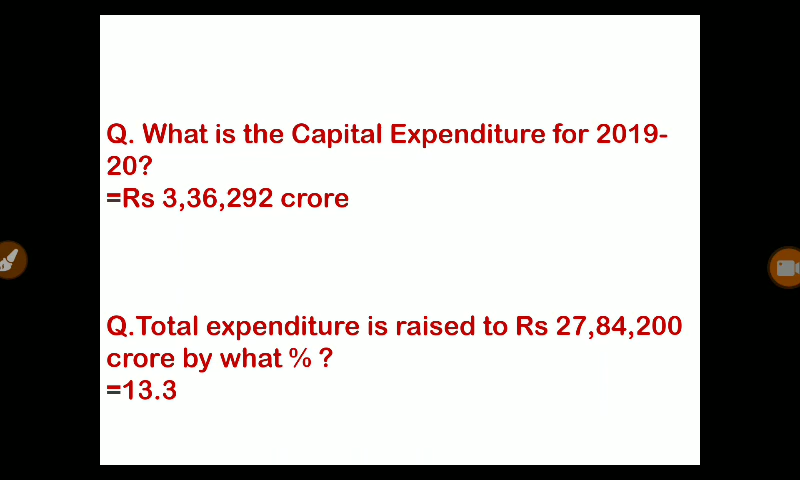 Q. What is the Capital Expenditure for 2019-
20?
=Rs 3,36,292 crore
Q.Total expenditure is raised to Rs 27,84,200
crore by what % ?
=13.3